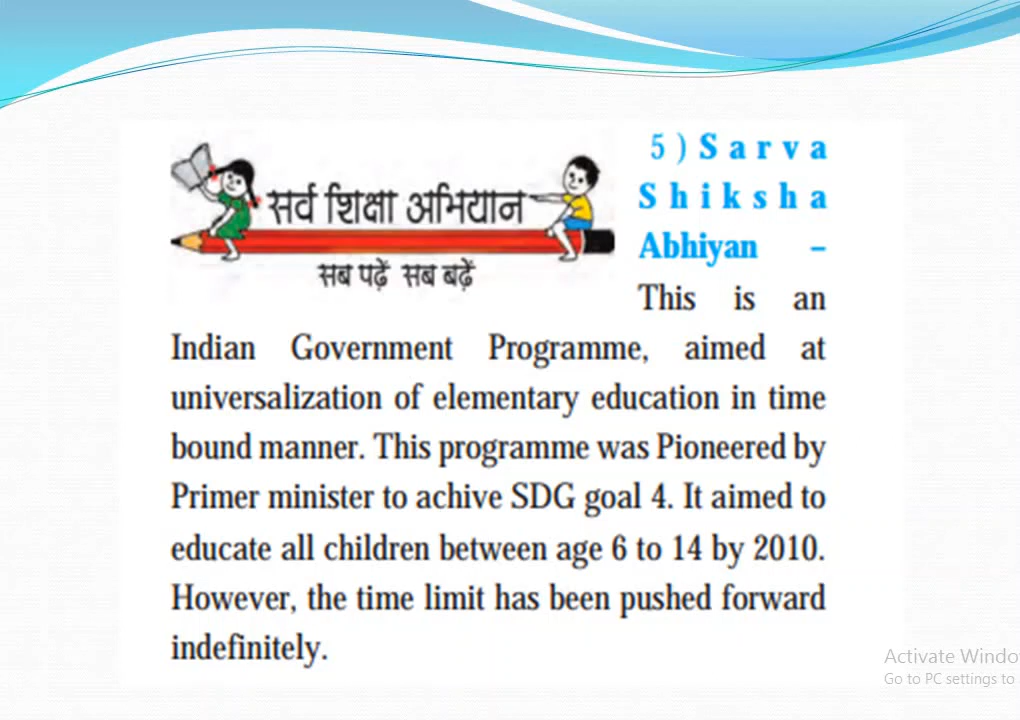 सर्व शिक्षा अभियान
सब पढ़ें सब बढ़ें
5) Sarva
Shiksha
Abhiyan –
This is an
Indian Government Programme, aimed at
universalization of elementary education in time
bound manner. This programme was Pioneered by
Primer minister to achive SDG goal 4. It aimed to
educate all children between age 6 to 14 by 2010.
However, the time limit has been pushed forward
indefinitely.
Activate Windo
Go to PC settings to